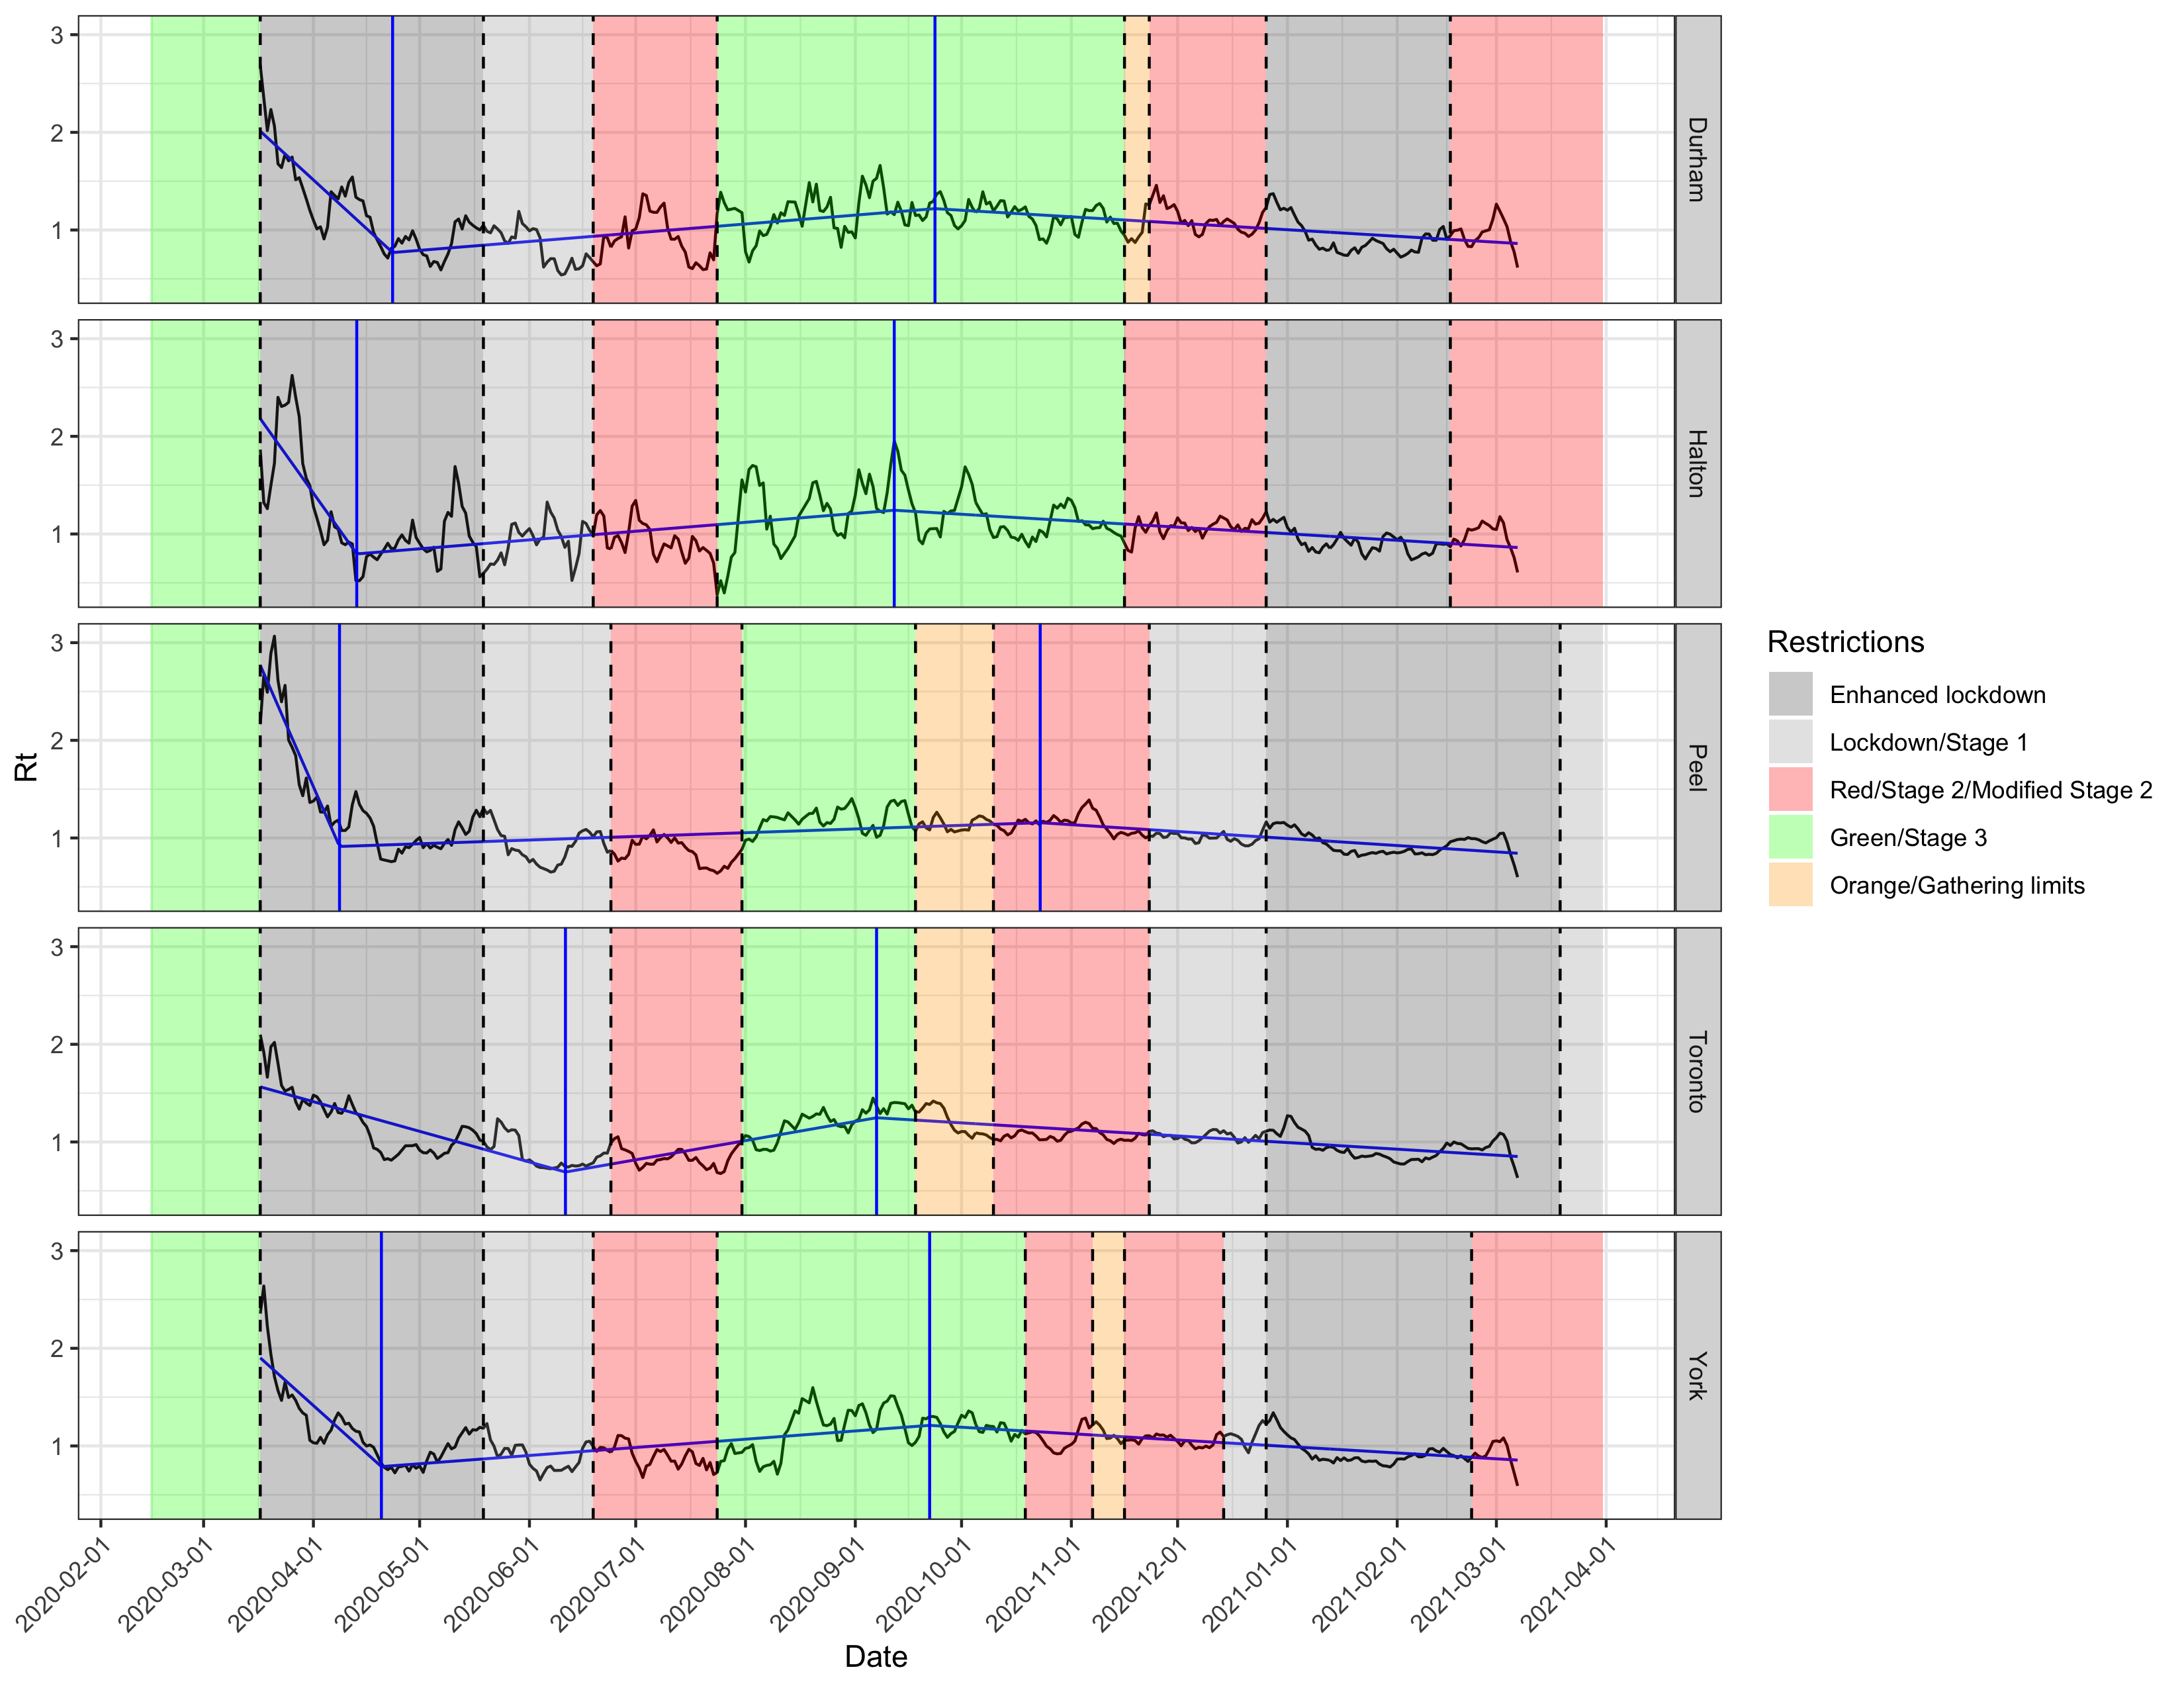 3
2
1
Durham
3
2
1
Halton
3
2
1
Peel
3
2
1
Toronto
3
2
1
York
Rt
2020-02-01
2020-03-01
2020-04-01
2020-05-01
2020-06-01
2020-07-01
2020-08-01
2020-09-01
2020-10-01
2020-11-01
2020-12-01
2021-01-01
2021-02-01
2021-03-01
2021-04-01
Date
Restrictions
Enhanced lockdown
Lockdown/Stage 1
Red/Stage 2/Modified Stage 2
Green/Stage 3
Orange/Gathering limits